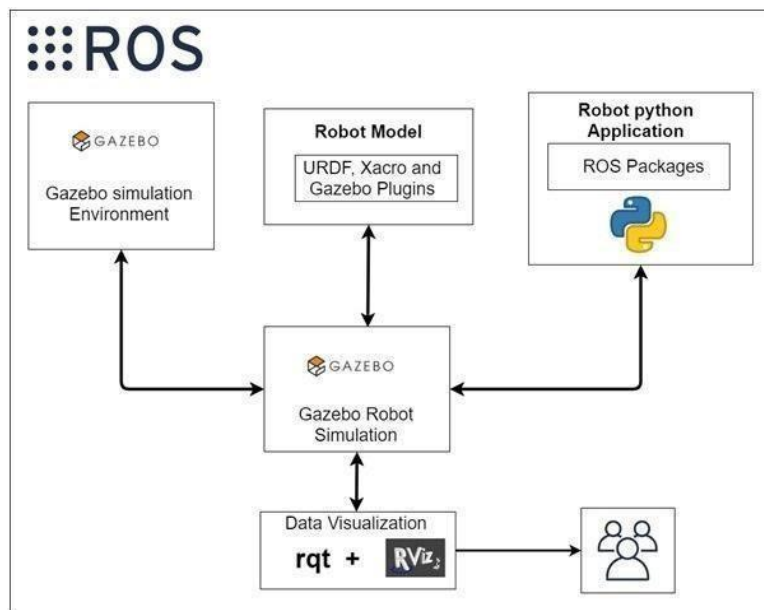 ROS
GAZEBO
Gazebo simulation
Environment
Robot Model
URDF, Xacro and
Gazebo Plugins
Robot python
Application
ROS Packages
GAZEBO
Gazebo Robot
Simulation
Data Visualization
rqt + RViz